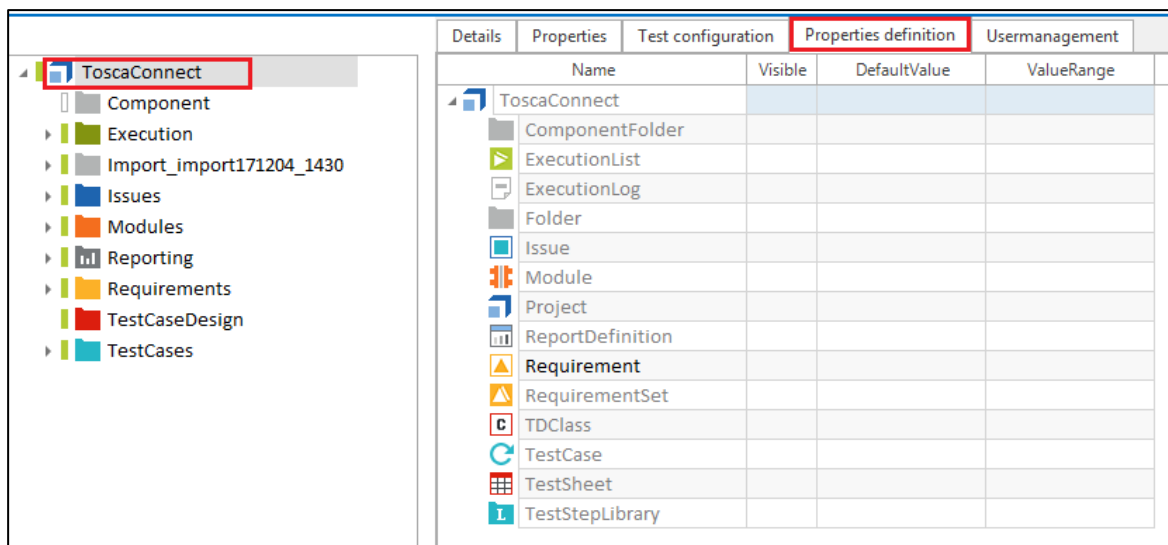 Details Properties Test configuration Properties definition Usermanagement
Name Visible DefaultValue ValueRange
ToscaConnect
Component
Execution
Import_import171204_1430
Issues
Modules
Reporting
Requirements
TestCaseDesign
TestCases
ToscaConnect
ComponentFolder
ExecutionList
ExecutionLog
Folder
Issue
Module
Project
ReportDefinition
Requirement
RequirementSet
C TDClass
TestCase
TestSheet
L TestStepLibrary